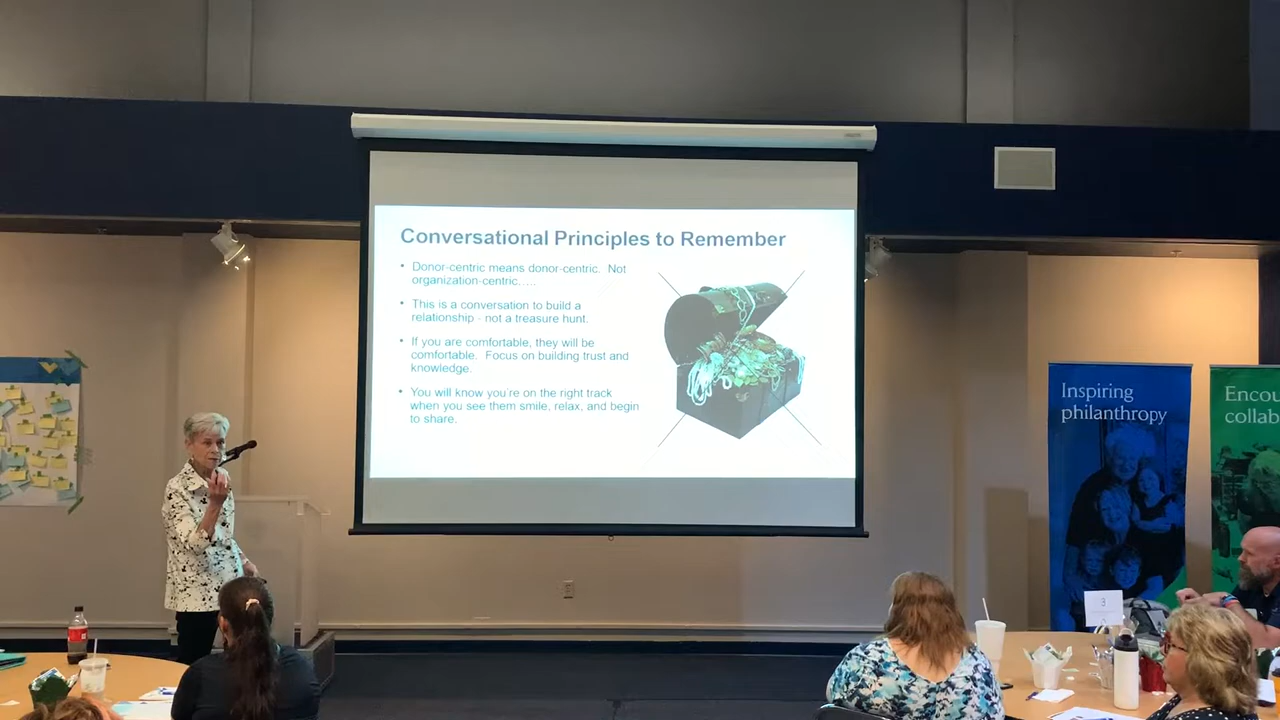 Conversational Principles to Remember
• Donor-centric means donor-centric. Not
organization-centric…..
• This is a conversation to build a
relationship - not a treasure hunt.
• If you are comfortable, they will be
comfortable. Focus on building trust and
knowledge.
• You will know you're on the right track
when you see them smile, relax, and begin
to share.
Inspiring
philanthropy
Encou
collab
3